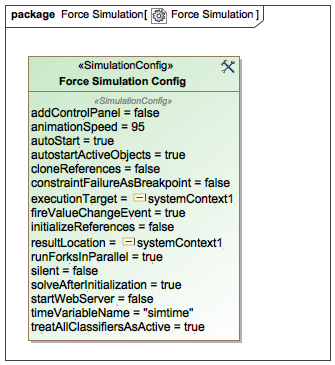 package Force Simulation[ Force Simulation ]
«SimulationConfig»
Force Simulation Config
«SimulationConfig»
addControlPanel = false
animationSpeed = 95
autoStart = true
autostartActiveObjects = true
cloneReferences = false
constraintFailureAsBreakpoint = false
executionTarget = systemContext1
fireValueChangeEvent = true
initializeReferences = false
resultLocation = systemContext1
runForksInParallel = true
silent = false
solveAfterInitialization = true
startWebServer = false
timeVariableName = "simtime"
treatAllClassifiersAsActive = true